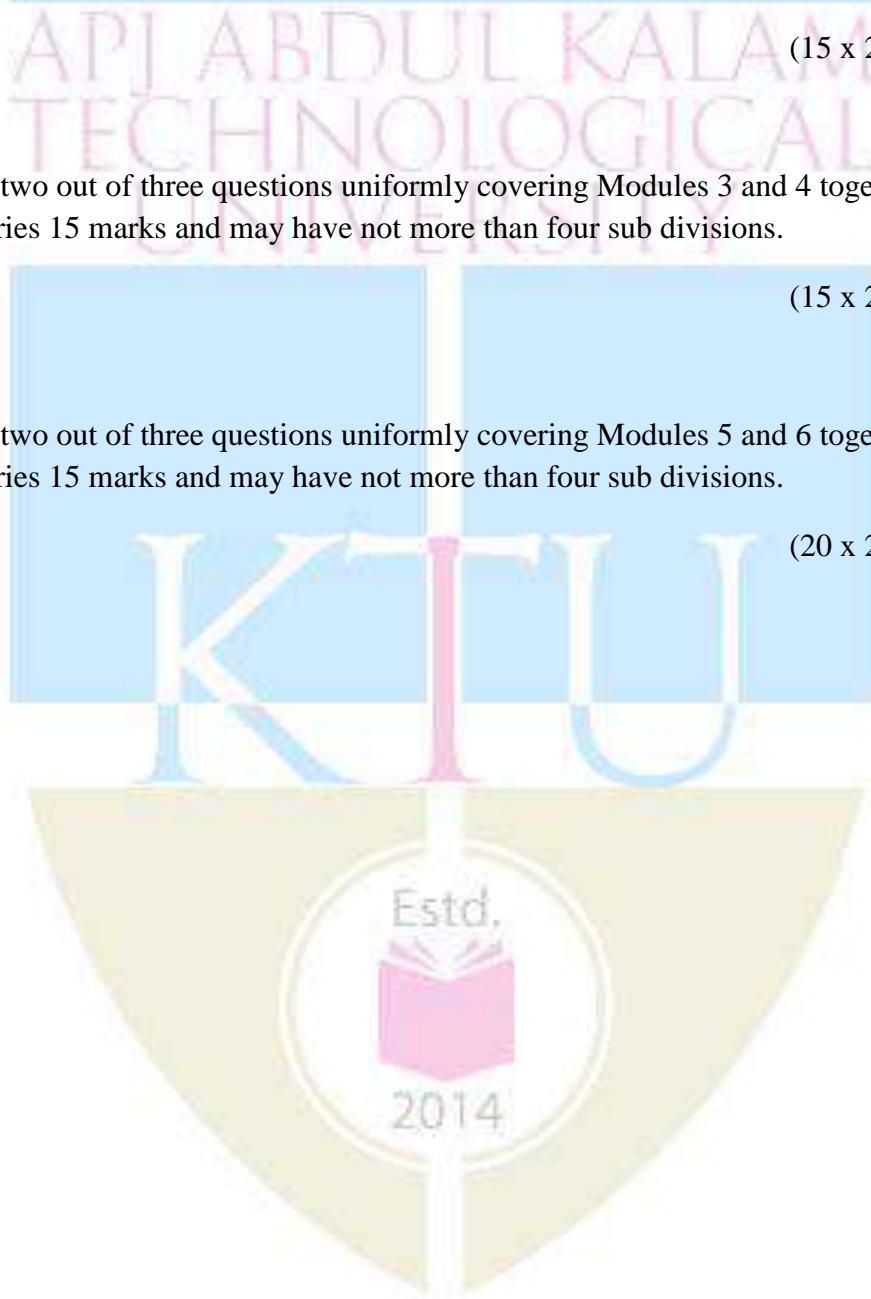 APJ ABDUL KALAM
(15 x 2
TECHNOLOGICAL
two out of three questions uniformly covering Modules 3 and 4 toge
ries 15 marks and may have not more than four sub divisions.
UNIVERSITY
(15 x 2
two out of three questions uniformly covering Modules 5 and 6 toge
ries 15 marks and may have not more than four sub divisions.
(20 x 2
KTU
Estd.
2014